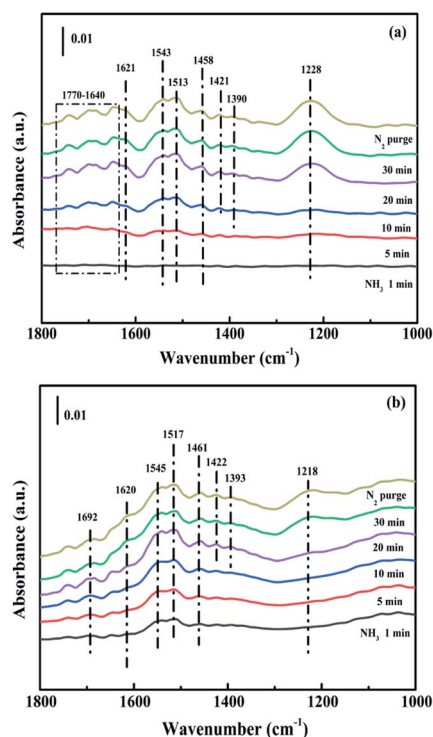 0.01
(a)
1543
1458
1621
1513
1421
1228
1770-1640
1390
N2 purge
30 min
20 min
10 min
5 min
NH3 1 min
Absorbance (a.u.)
1800
1600
1400
1200
1000
Wavenumber (cm-1)
0.01
(b)
1517
1545
1461
1620
1422
1692
1393
1218
N2 purge
30 min
20 min
10 min
5 min
NH3 1 min
Absorbance (a.u.)
1800
1600
1400
1200
1000
Wavenumber (cm-1)